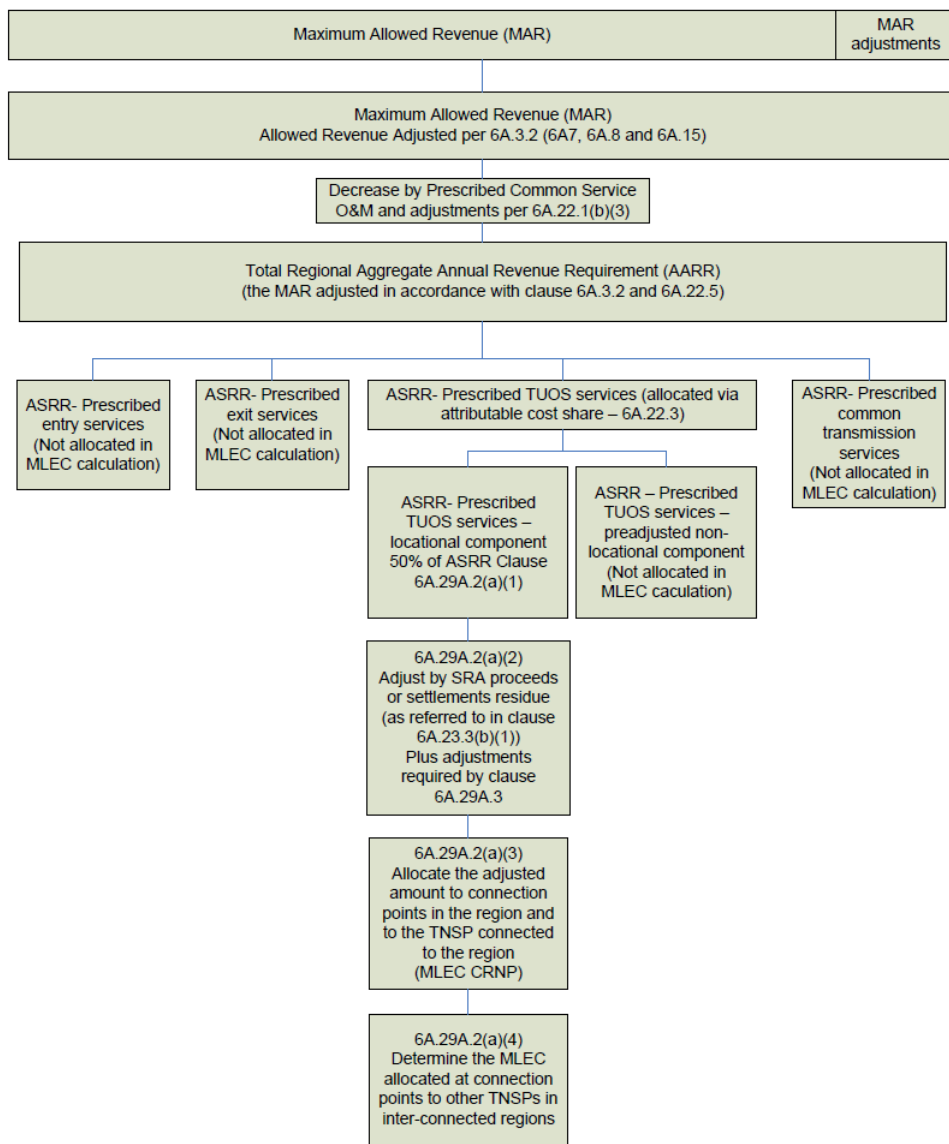 Maximum Allowed Revenue (MAR)
MAR
adjustments
Maximum Allowed Revenue (MAR)
Allowed Revenue Adjusted per 6A.3.2 (6A7, 6A.8 and 6A.15)
Decrease by Prescribed Common Service
O&M and adjustments per 6A.22.1(b)(3)
Total Regional Aggregate Annual Revenue Requirement (AARR)
(the MAR adjusted in accordance with clause 6A.3.2 and 6A.22.5)
ASRR- Prescribed
entry services
(Not allocated in
MLEC calculation)
ASRR- Prescribed
exit services
(Not allocated in
MLEC calculation)
ASRR- Prescribed TUOS services (allocated via
attributable cost share – 6A.22.3)
ASRR- Prescribed
common
transmission
services
(Not allocated in
MLEC calculation)
ASRR- Prescribed
TUOS services –
locational component
50% of ASRR Clause
6A.29A.2(a)(1)
ASRR – Prescribed
TUOS services –
preadjusted non-
locational component
(Not allocated in
MLEC caculation)
6A.29A.2(a)(2)
Adjust by SRA proceeds
or settlements residue
(as referred to in clause
6A.23.3(b)(1))
Plus adjustments
required by clause
6A.29A.3
6A.29A.2(a)(3)
Allocate the adjusted
amount to connection
points in the region and
to the TNSP connected
to the region
(MLEC CRNP)
6A.29A.2(a)(4)
Determine the MLEC
allocated at connection
points to other TNSPs in
inter-connected regions